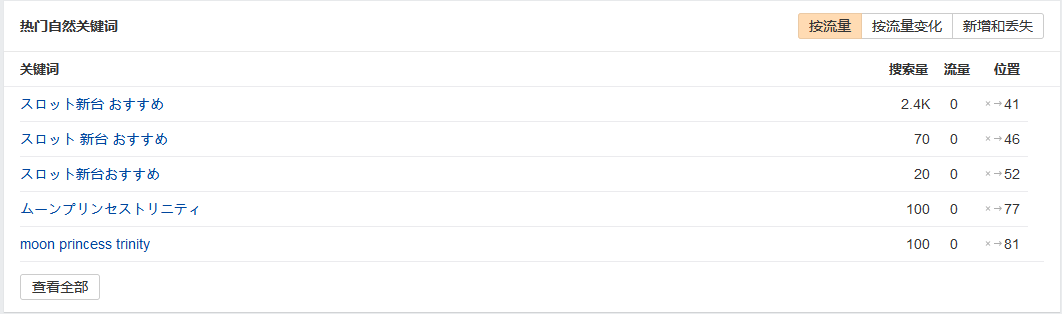 热门自然关键词 按流量 按流量变化 新增和丢失
关键词 搜索量 流量 位置
スロット新台 おすすめ 2.4K 0 × → 41
スロット 新台 おすすめ 70 0 × → 46
スロット新台おすすめ 20 0 × → 52
ムーンプリンセストリニティ 100 0 × → 77
moon princess trinity 100 0 × → 81
查看全部